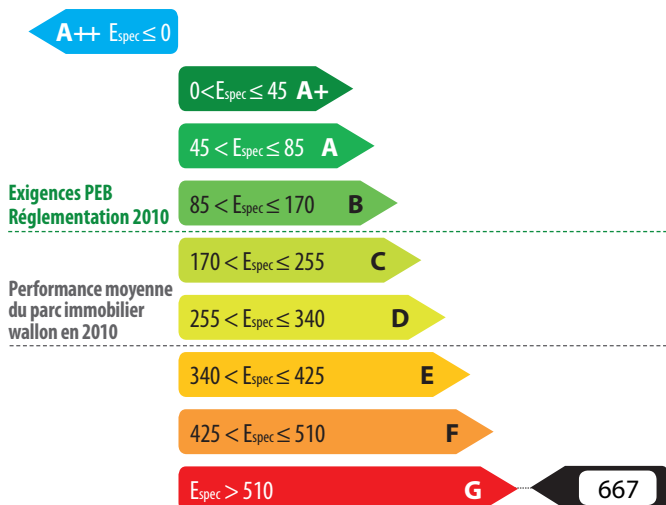 A++ Espec ≤ 0
0<Espec ≤ 45 A+
45 < Espec ≤ 85 A
Exigences PEB
Réglementation 2010
85 < Espec ≤ 170 B
170 < Espec ≤ 255 C
Performance moyenne
du parc immobilier
wallon en 2010
255 < Espec ≤ 340 D
340 < Espec ≤ 425 E
425 < Espec ≤ 510 F
Espec > 510 G 667